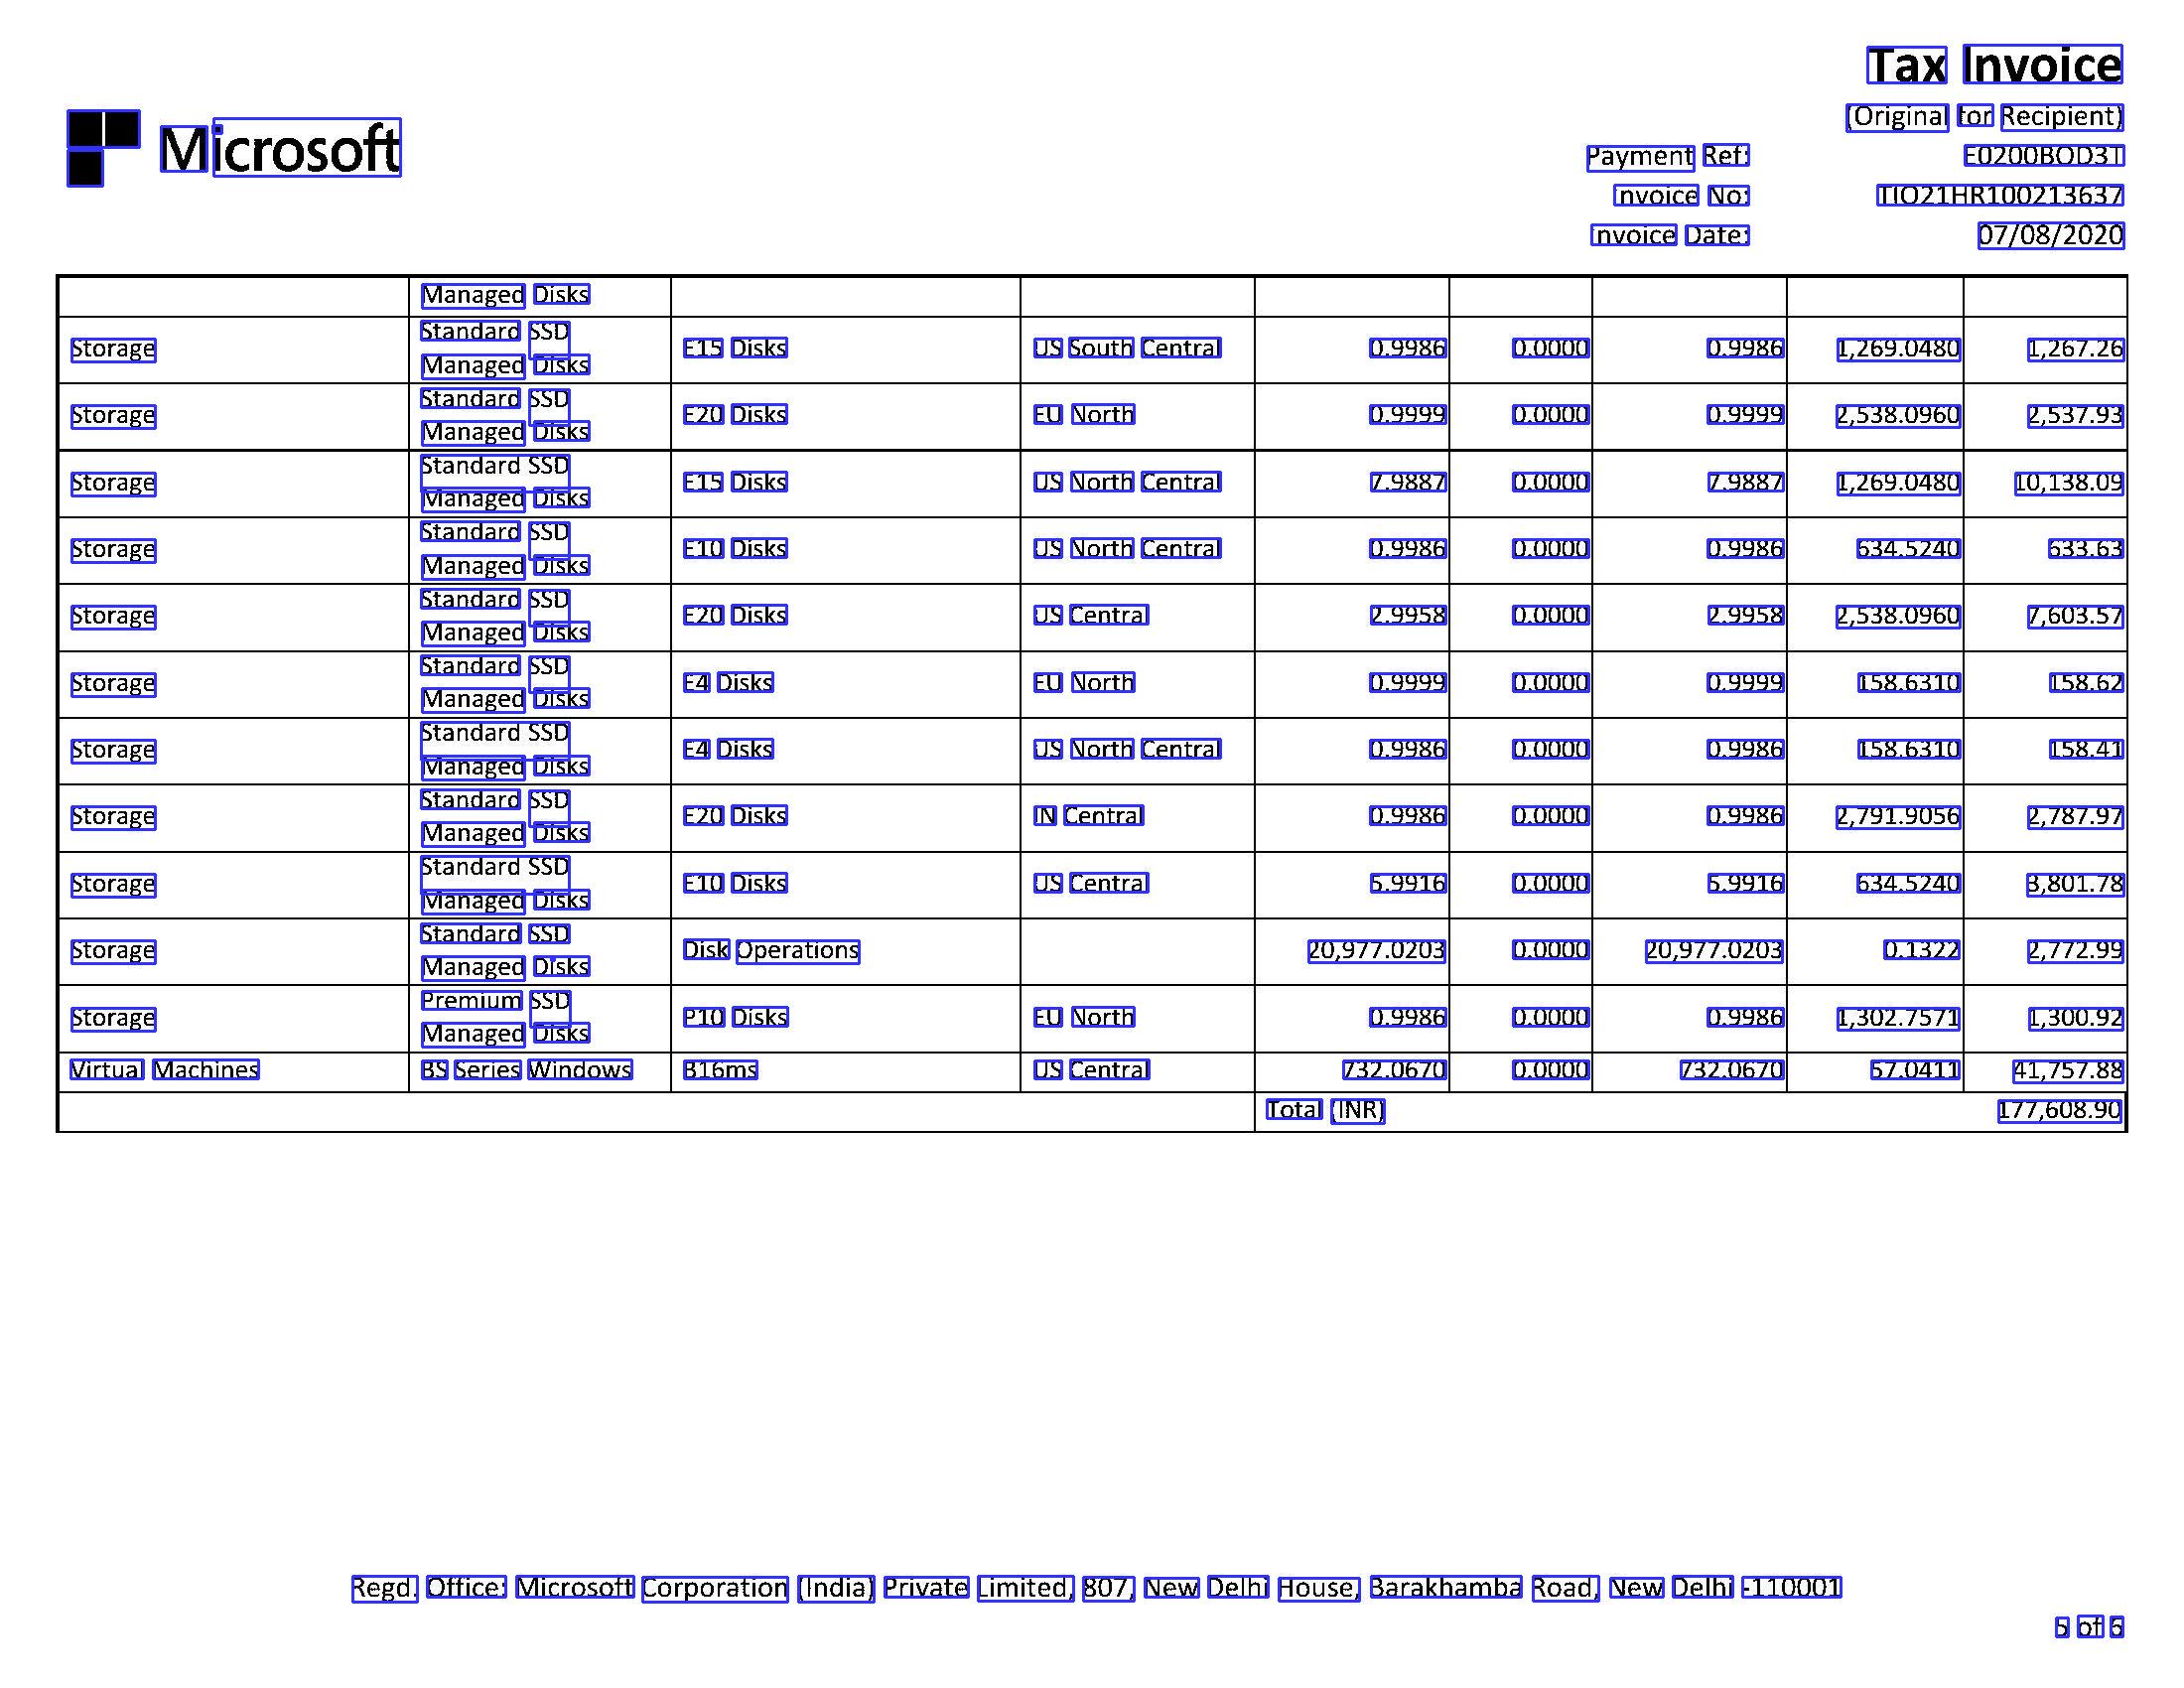 Tax Invoice
(Original for Recipient)
Microsoft
Payment Ref: E0200BOD3T
Invoice No: TIO21HR100213637
Invoice Date: 07/08/2020
Managed Disks
Storage Standard SSD Managed Disks E15 Disks US South Central 0.9986 0.0000 0.9986 1,269.0480 1,267.26
Storage Standard SSD Managed Disks E20 Disks EU North 0.9999 0.0000 0.9999 2,538.0960 2,537.93
Storage Standard SSD Managed Disks E15 Disks US North Central 7.9887 0.0000 7.9887 1,269.0480 10,138.09
Storage Standard SSD Managed Disks E10 Disks US North Central 0.9986 0.0000 0.9986 634.5240 633.63
Storage Standard SSD Managed Disks E20 Disks US Central 2.9958 0.0000 2.9958 2,538.0960 7,603.57
Storage Standard SSD Managed Disks E4 Disks EU North 0.9999 0.0000 0.9999 158.6310 158.62
Storage Standard SSD Managed Disks E4 Disks US North Central 0.9986 0.0000 0.9986 158.6310 158.41
Storage Standard SSD Managed Disks E20 Disks IN Central 0.9986 0.0000 0.9986 2,791.9056 2,787.97
Storage Standard SSD Managed Disks E10 Disks US Central 5.9916 0.0000 5.9916 634.5240 3,801.78
Storage Standard SSD Managed Disks Disk Operations 20,977.0203 0.0000 20,977.0203 0.1322 2,772.99
Storage Premium SSD Managed Disks P10 Disks EU North 0.9986 0.0000 0.9986 1,302.7571 1,300.92
Virtual Machines BS Series Windows B16ms US Central 732.0670 0.0000 732.0670 57.0411 41,757.88
Total (INR) 177,608.90
Regd. Office: Microsoft Corporation (India) Private Limited, 807, New Delhi House, Barakhamba Road, New Delhi -110001
5 of 6